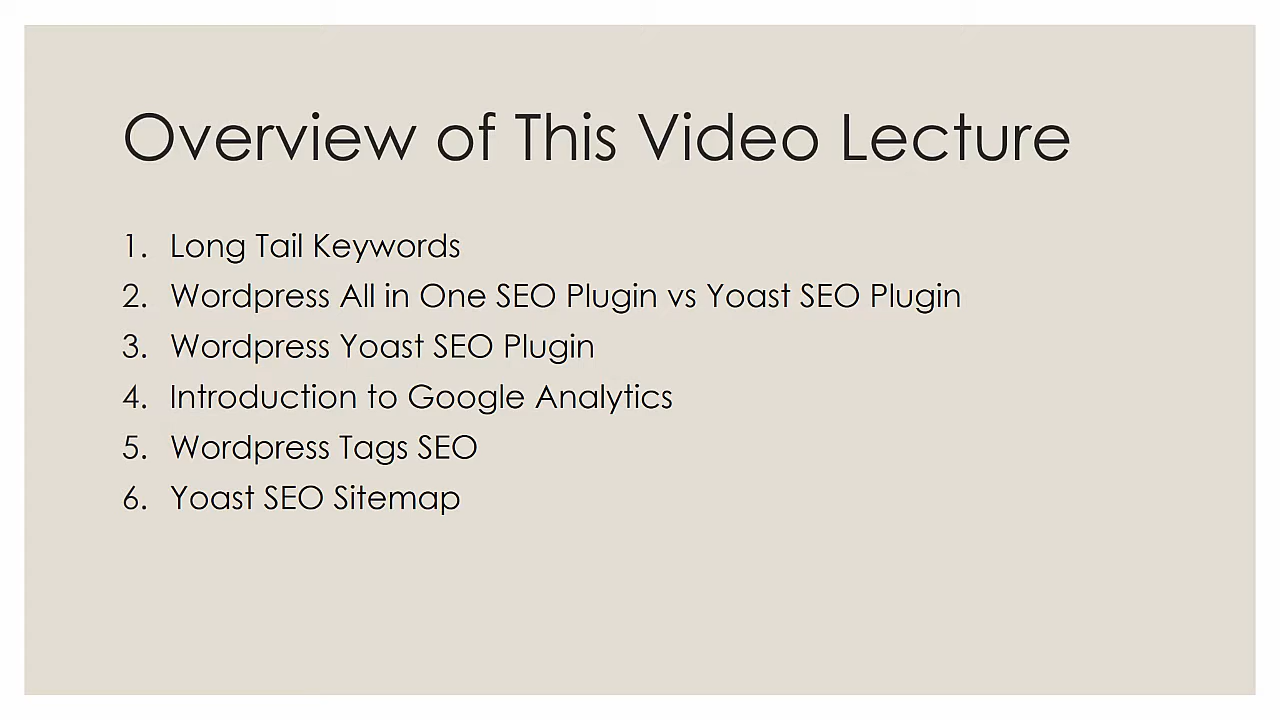 Overview of This Video Lecture
1. Long Tail Keywords
2. Wordpress All in One SEO Plugin vs Yoast SEO Plugin
3. Wordpress Yoast SEO Plugin
4. Introduction to Google Analytics
5. Wordpress Tags SEO
6. Yoast SEO Sitemap